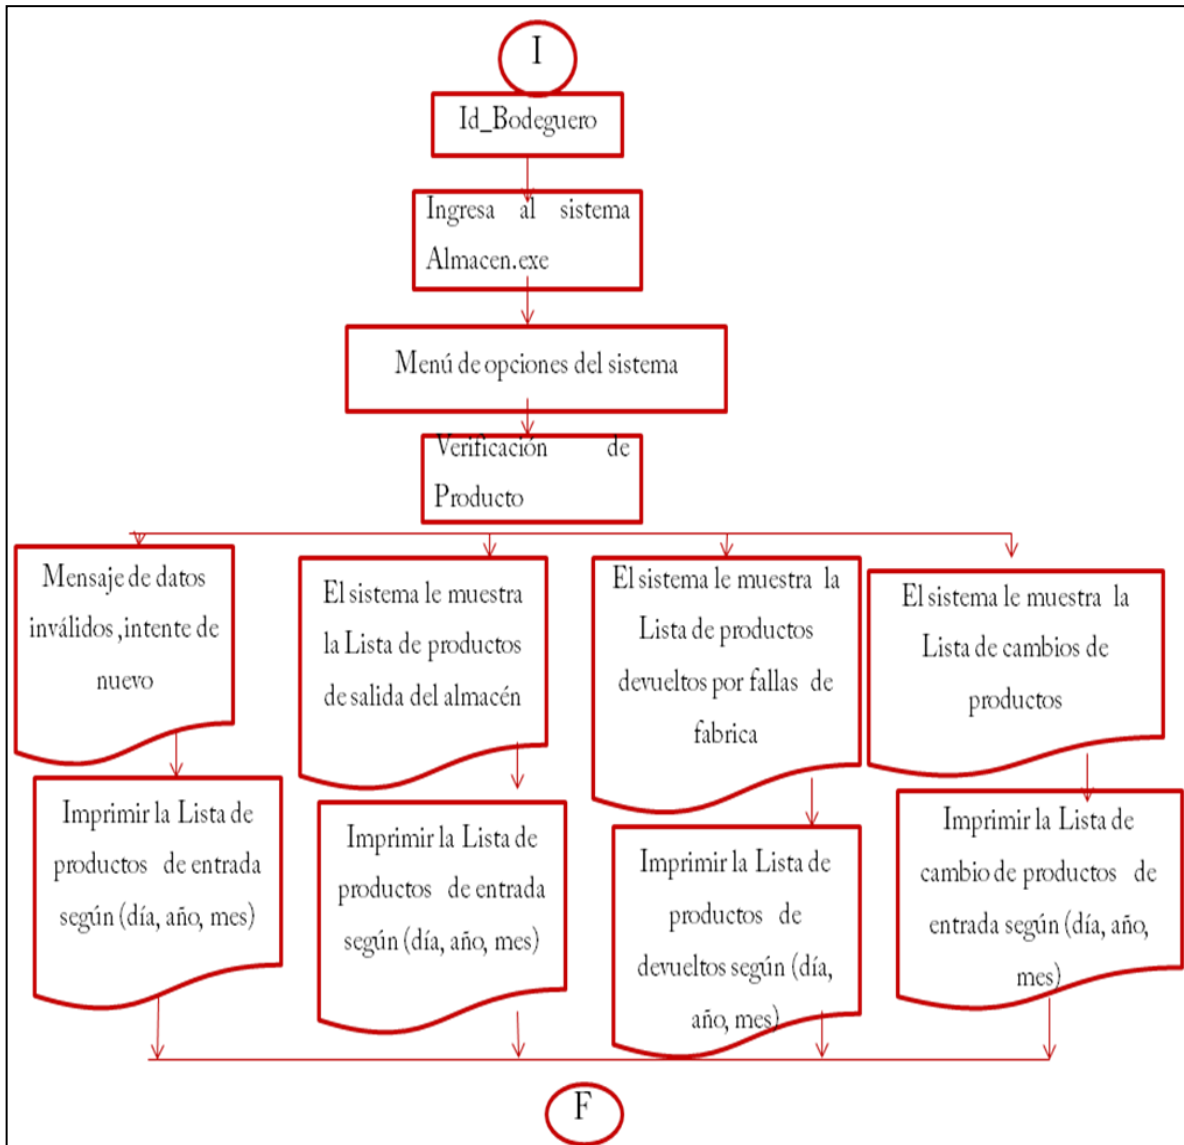 I
Id_Bodeguero
Ingresa al sistema
Almacen.exe
Menú de opciones del sistema
Verificación de
Producto
Mensaje de datos
inválidos ,intente de
nuevo
El sistema le muestra
la Lista de productos
de salida del almacén
El sistema le muestra la
Lista de productos
devueltos por fallas de
fabrica
El sistema le muestra la
Lista de cambios de
productos
Imprimir la Lista de
productos de entrada
según (día, año, mes)
Imprimir la Lista de
productos de entrada
según (día, año, mes)
Imprimir la Lista de
productos de
devueltos según (día,
año, mes)
Imprimir la Lista de
cambio de productos de
entrada según (día, año,
mes)
F